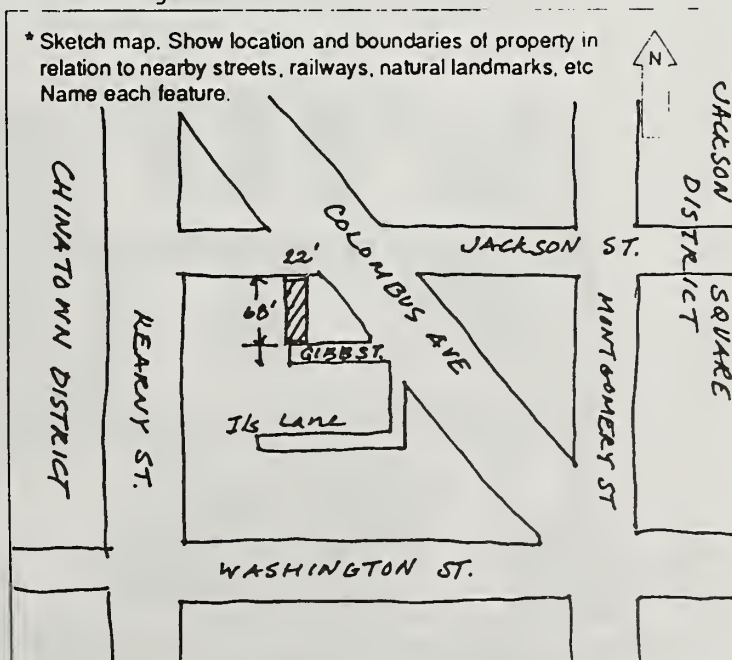 * Sketch map. Show location and boundaries of property in
relation to nearby streets, railways, natural landmarks, etc
Name each feature.
N
JACKSON SQUARE
DISTRICT
CHINATOWN DISTRICT
COLOMBUS AVE
JACKSON ST.
22'
68'
GIBB ST.
KEARNY ST.
MONTGOMERY ST
Ils Lane
WASHINGTON ST.